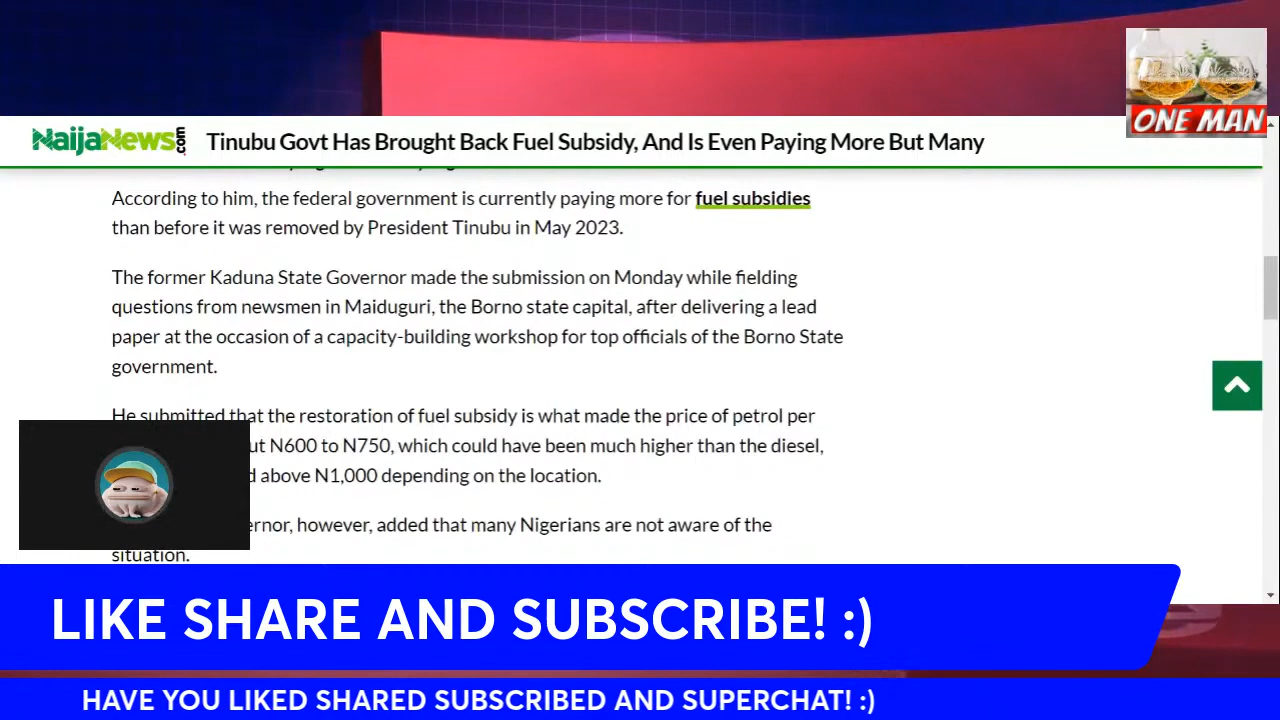 ONE MAN
NaijaNews.com
Tinubu Govt Has Brought Back Fuel Subsidy, And Is Even Paying More But Many
According to him, the federal government is currently paying more for fuel subsidies
than before it was removed by President Tinubu in May 2023.
The former Kaduna State Governor made the submission on Monday while fielding
questions from newsmen in Maiduguri, the Borno state capital, after delivering a lead
paper at the occasion of a capacity-building workshop for top officials of the Borno State
government.
He submitted that the restoration of fuel subsidy is what made the price of petrol per
N600 to N750, which could have been much higher than the diesel,
above N1,000 depending on the location.
however, added that many Nigerians are not aware of the
situation.
LIKE SHARE AND SUBSCRIBE! :)
HAVE YOU LIKED SHARED SUBSCRIBED AND SUPERCHAT! :)